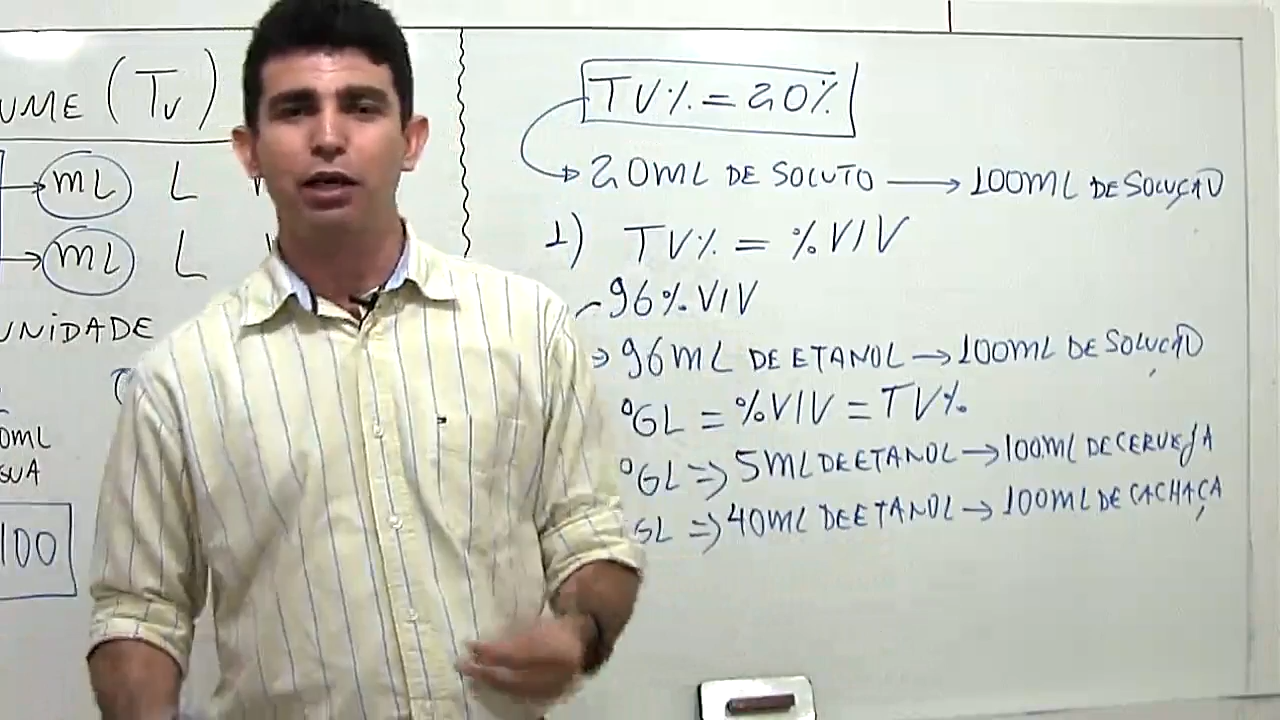 UME (Tv)
mL L
mL L
UNIDADE
0mL
GUA
100
TV% = 20%
20mL DE SOLUTO → 100mL DE SOLUÇÃO
1) TV% = %V/V
96% V/V
96mL DE ETANOL → 100mL DE SOLUÇÃO
°GL = %V/V = TV%
°GL => 5mL DE ETANOL → 100mL DE CERVEJA
GL => 40mL DE ETANOL → 100mL DE CACHAÇA